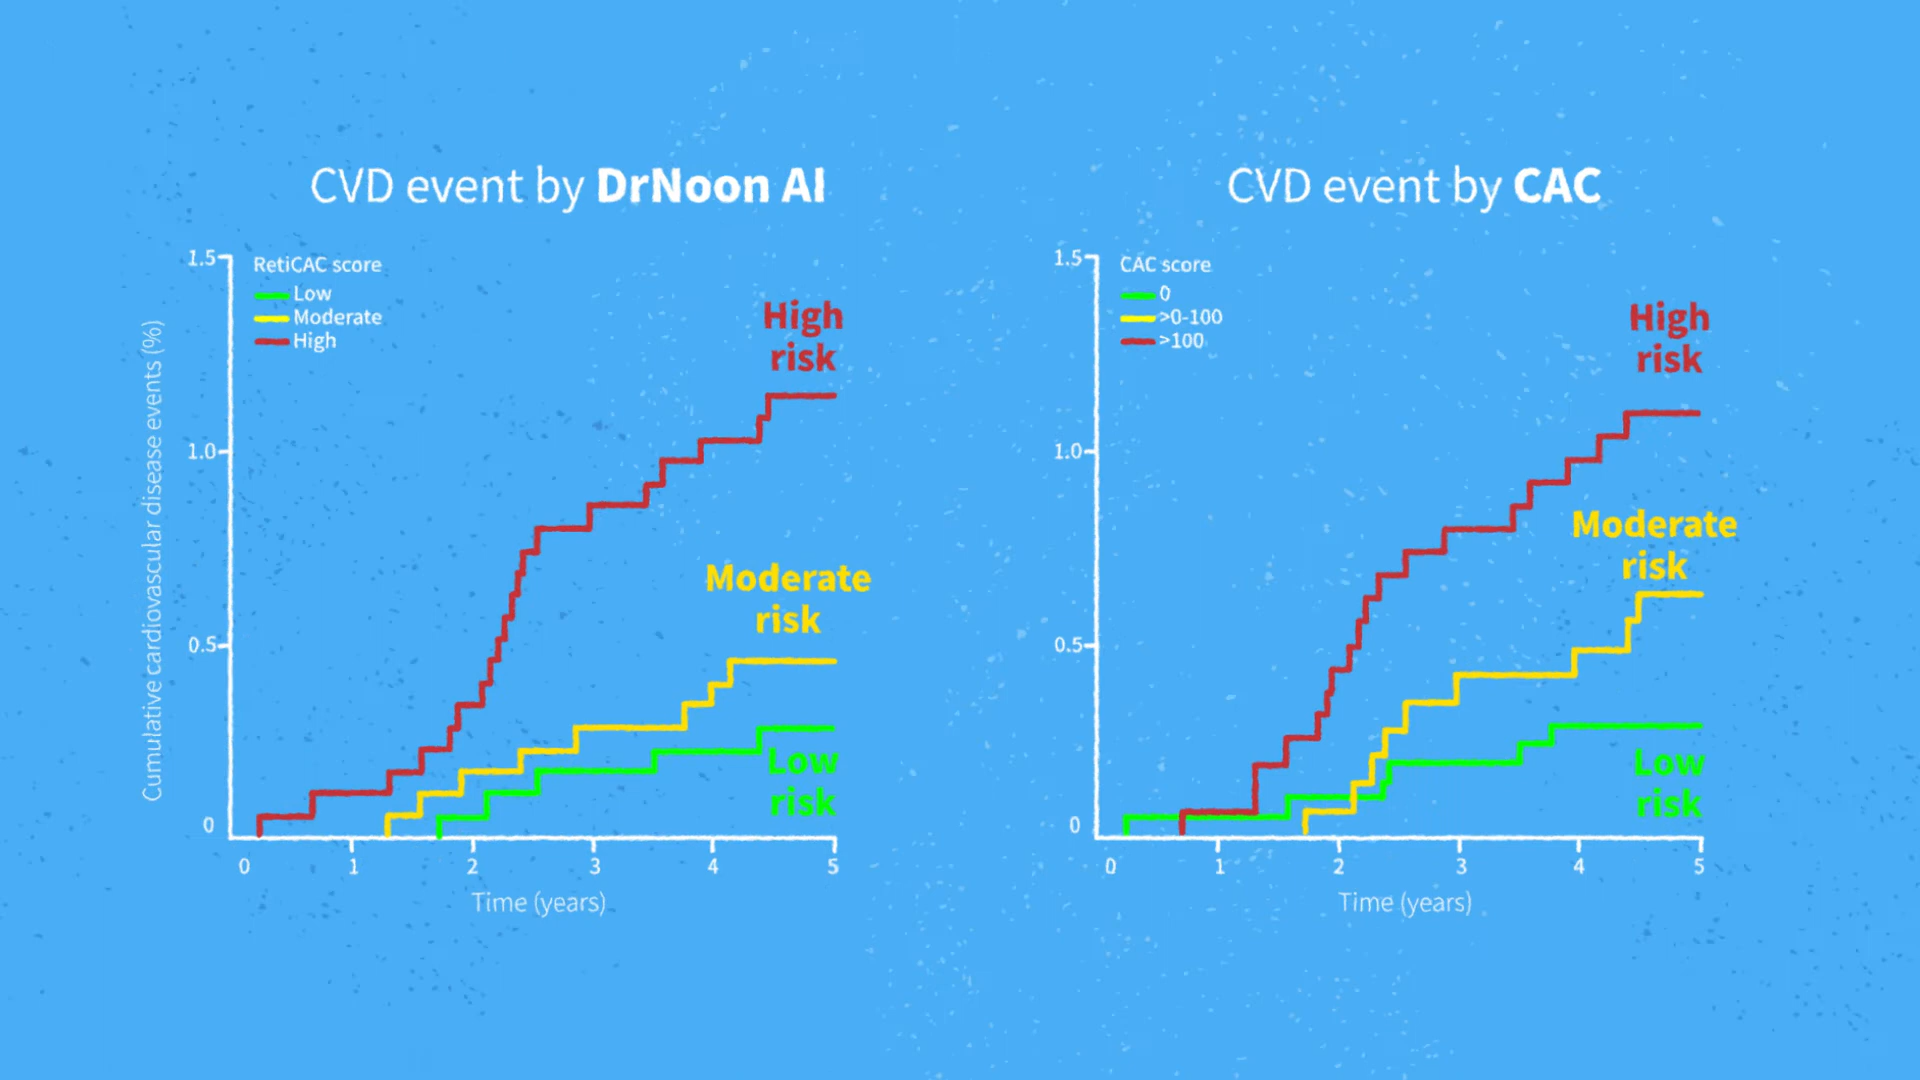 CVD event by DrNoon AI
Cumulative cardiovascular disease events (%)
1.5
1.0
0.5
0
RetiCAC score
Low
Moderate
High
High
risk
Moderate
risk
Low
risk
0 1 2 3 4 5
Time (years)
CVD event by CAC
1.5
1.0
0.5
0
CAC score
0
>0-100
>100
High
risk
Moderate
risk
Low
risk
0 1 2 3 4 5
Time (years)